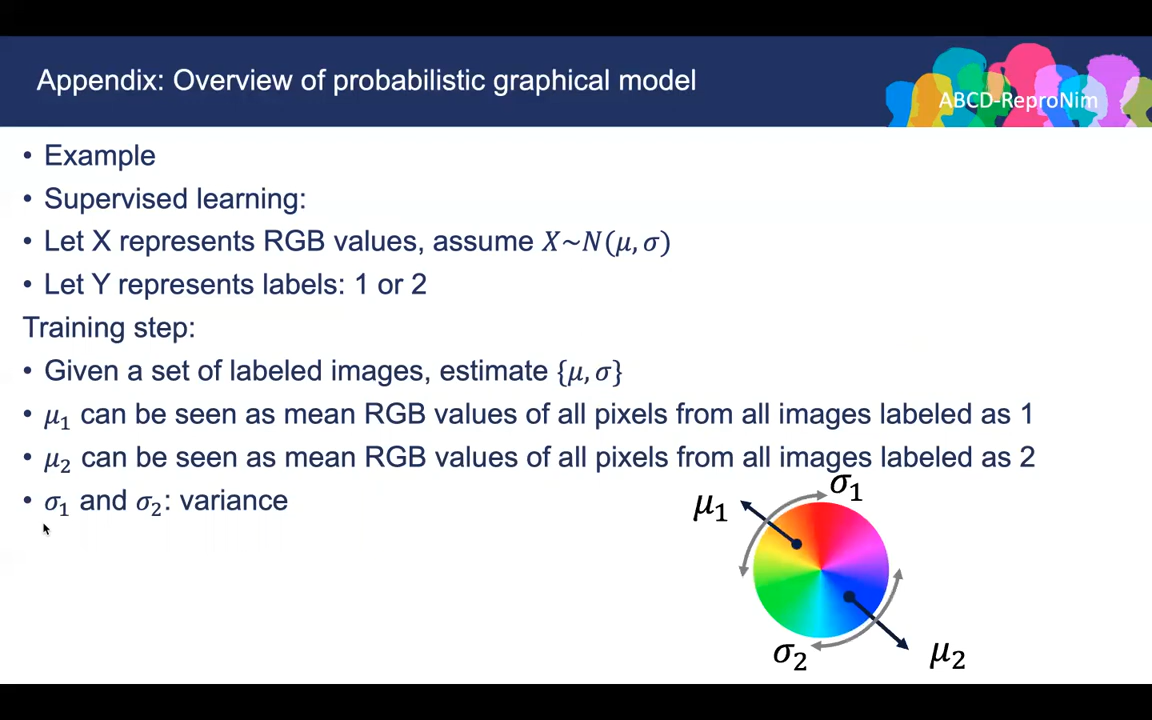 Appendix: Overview of probabilistic graphical model
ABCD-ReproNim
• Example
• Supervised learning:
• Let X represents RGB values, assume X~N(μ, σ)
• Let Y represents labels: 1 or 2
Training step:
• Given a set of labeled images, estimate {μ, σ}
• μ₁ can be seen as mean RGB values of all pixels from all images labeled as 1
• μ₂ can be seen as mean RGB values of all pixels from all images labeled as 2
• σ₁ and σ₂: variance
σ₁
μ₁
σ₂
μ₂